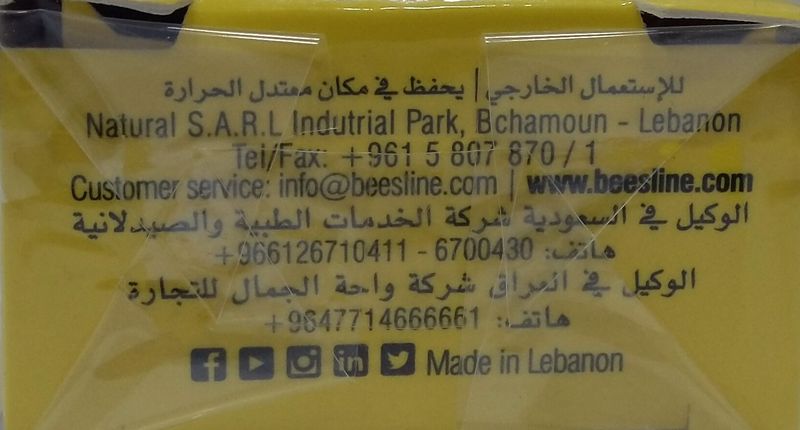 للإستعمال الخارجي | يحفظ في مكان معتدل الحرارة
Natural S.A.R.L Indutrial Park, Bchamoun - Lebanon
Tel/Fax: +961 5 807 870 / 1
Customer service: info@beesline.com | www.beesline.com
الوكيل في السعودية شركة الخدمات الطبية والصيدلانية
هاتف: 6700430 - 966126710411+
الوكيل في العراق شركة واحة الجمال للتجارة
هاتف: 9647714666661+
Made in Lebanon